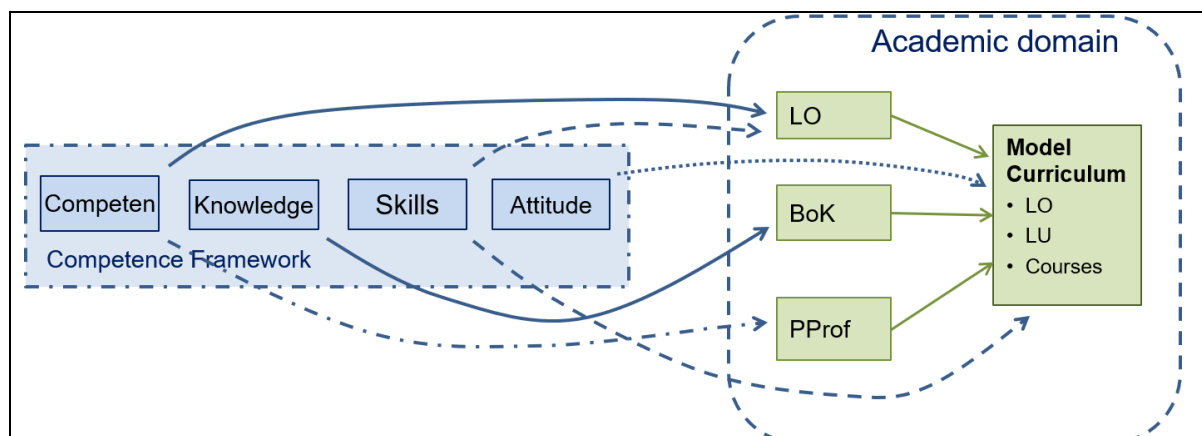 Academic domain
LO
Model
Curriculum
• LO
• LU
• Courses
Competen
Knowledge
Skills
Attitude
BoK
Competence Framework
PProf